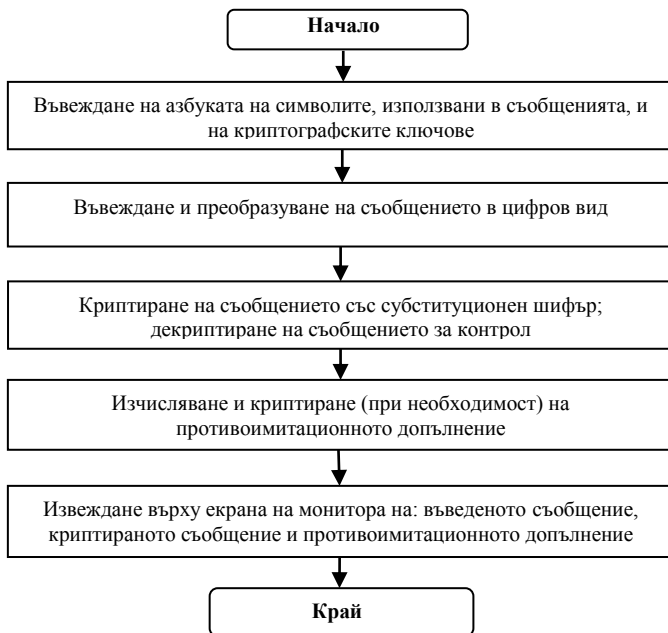 Начало
Въвеждане на азбуката на символите, използвани в съобщенията, и
на криптографските ключове
Въвеждане и преобразуване на съобщението в цифров вид
Криптиране на съобщението със субституционен шифър;
декриптиране на съобщението за контрол
Изчисляване и криптиране (при необходимост) на
противоимитационното допълнение
Извеждане върху екрана на монитора на: въведеното съобщение,
криптираното съобщение и противоимитационното допълнение
Край